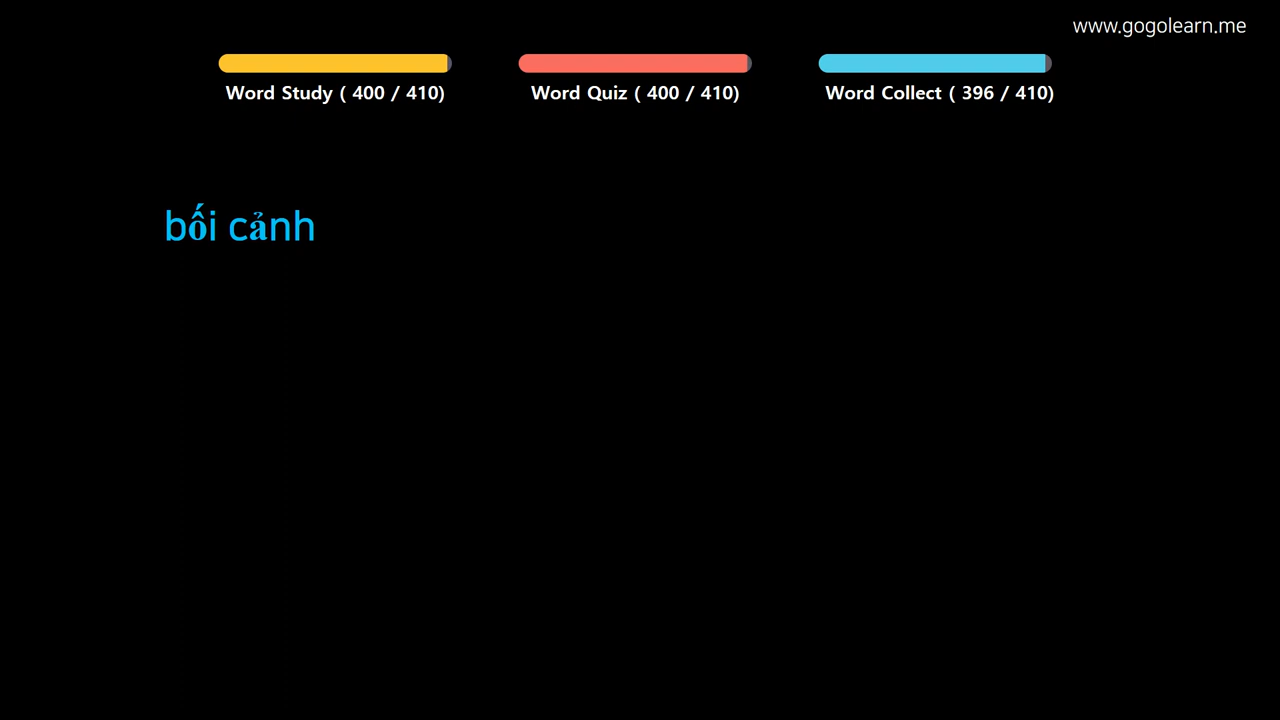 www.gogolearn.me
Word Study ( 400 / 410)
Word Quiz ( 400 / 410)
Word Collect ( 396 / 410)
bối cảnh